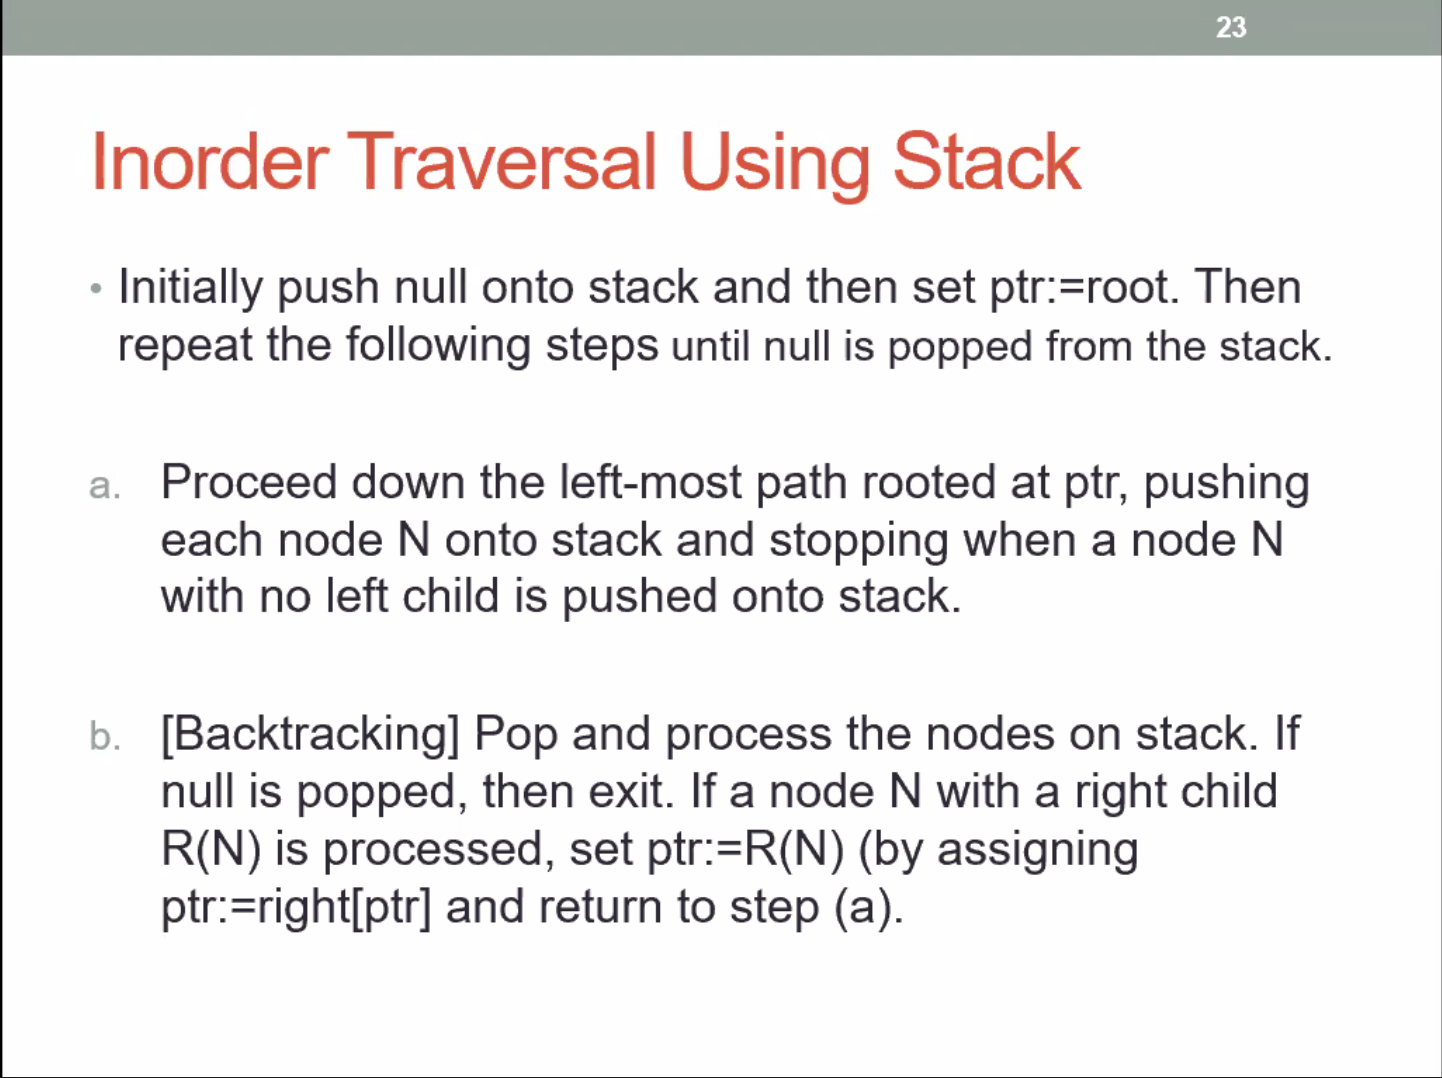 23
Inorder Traversal Using Stack
• Initially push null onto stack and then set ptr:=root. Then
repeat the following steps until null is popped from the stack.
a. Proceed down the left-most path rooted at ptr, pushing
each node N onto stack and stopping when a node N
with no left child is pushed onto stack.
b. [Backtracking] Pop and process the nodes on stack. If
null is popped, then exit. If a node N with a right child
R(N) is processed, set ptr:=R(N) (by assigning
ptr:=right[ptr] and return to step (a).